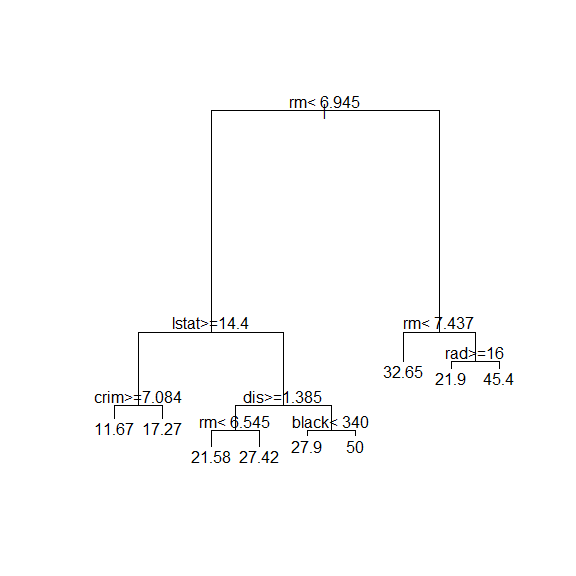 rm< 6.945
lstat>=14.4
rm< 7.437
rad>=16
32.65
21.9
45.4
crim>=7.084
dis>=1.385
11.67
17.27
rm< 6.545
black< 340
21.58
27.42
27.9
50